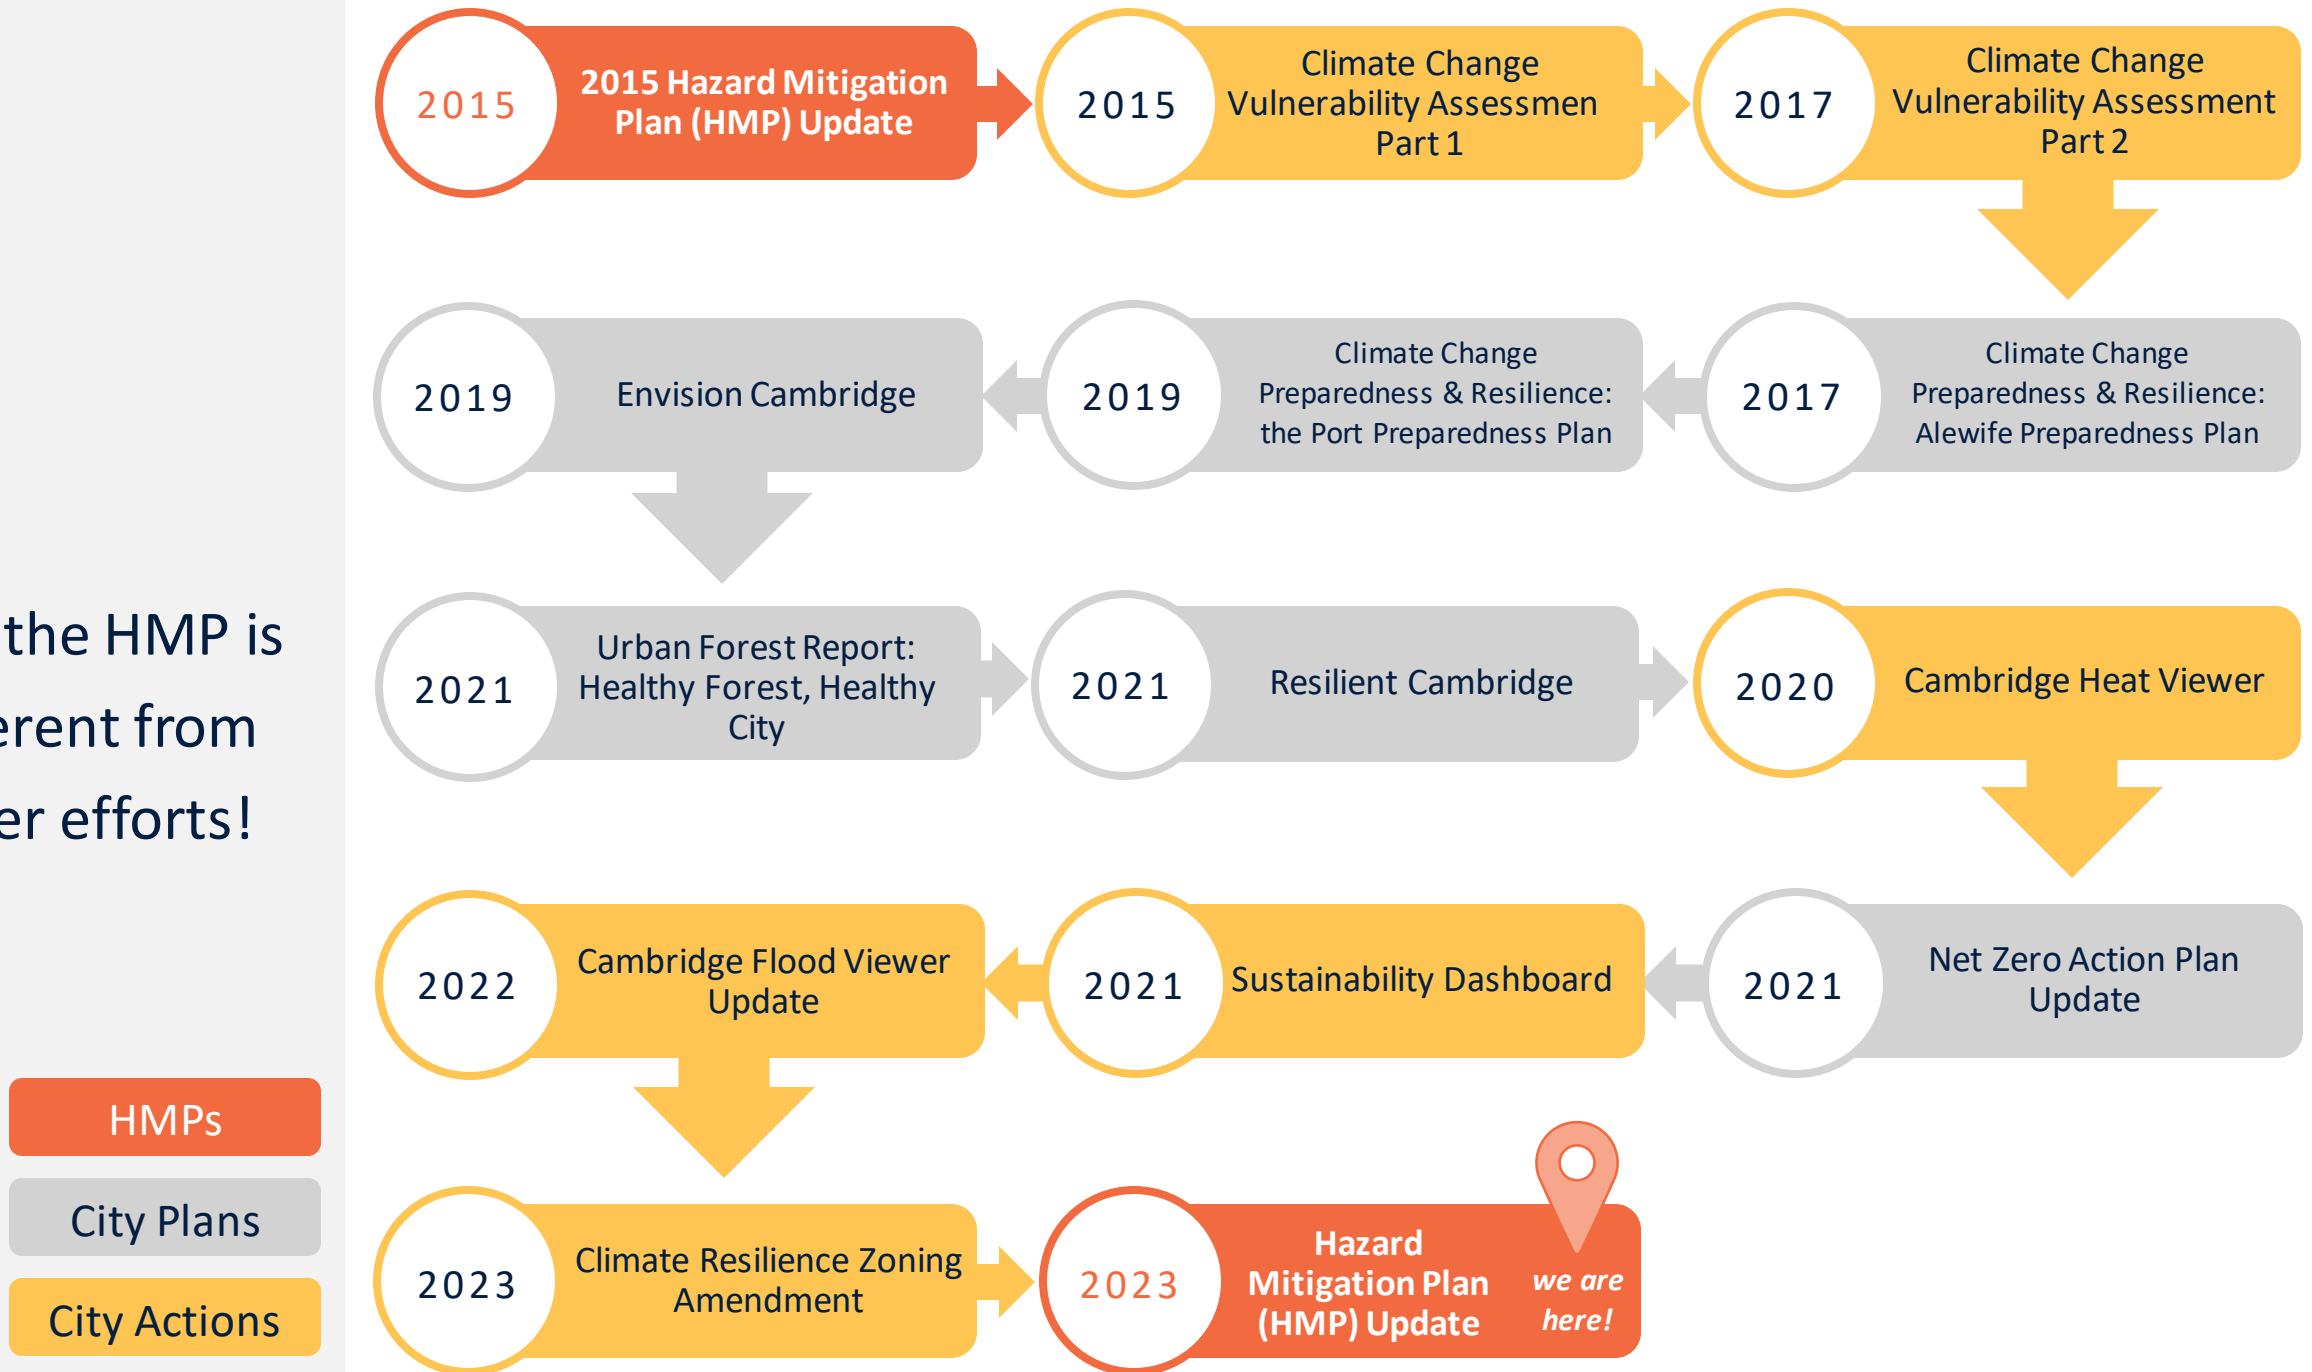 2015
2015 Hazard Mitigation
Plan (HMP) Update
2015
Climate Change
Vulnerability Assessmen
Part 1
2017
Climate Change
Vulnerability Assessment
Part 2
2019
Envision Cambridge
2019
Climate Change
Preparedness & Resilience:
the Port Preparedness Plan
2017
Climate Change
Preparedness & Resilience:
Alewife Preparedness Plan
the HMP is
erent from
er efforts!
2021
Urban Forest Report:
Healthy Forest, Healthy
City
2021
Resilient Cambridge
2020
Cambridge Heat Viewer
2022
Cambridge Flood Viewer
Update
2021
Sustainability Dashboard
2021
Net Zero Action Plan
Update
HMPs
City Plans
City Actions
2023
Climate Resilience Zoning
Amendment
2023
Hazard
Mitigation Plan
(HMP) Update
we are
here!